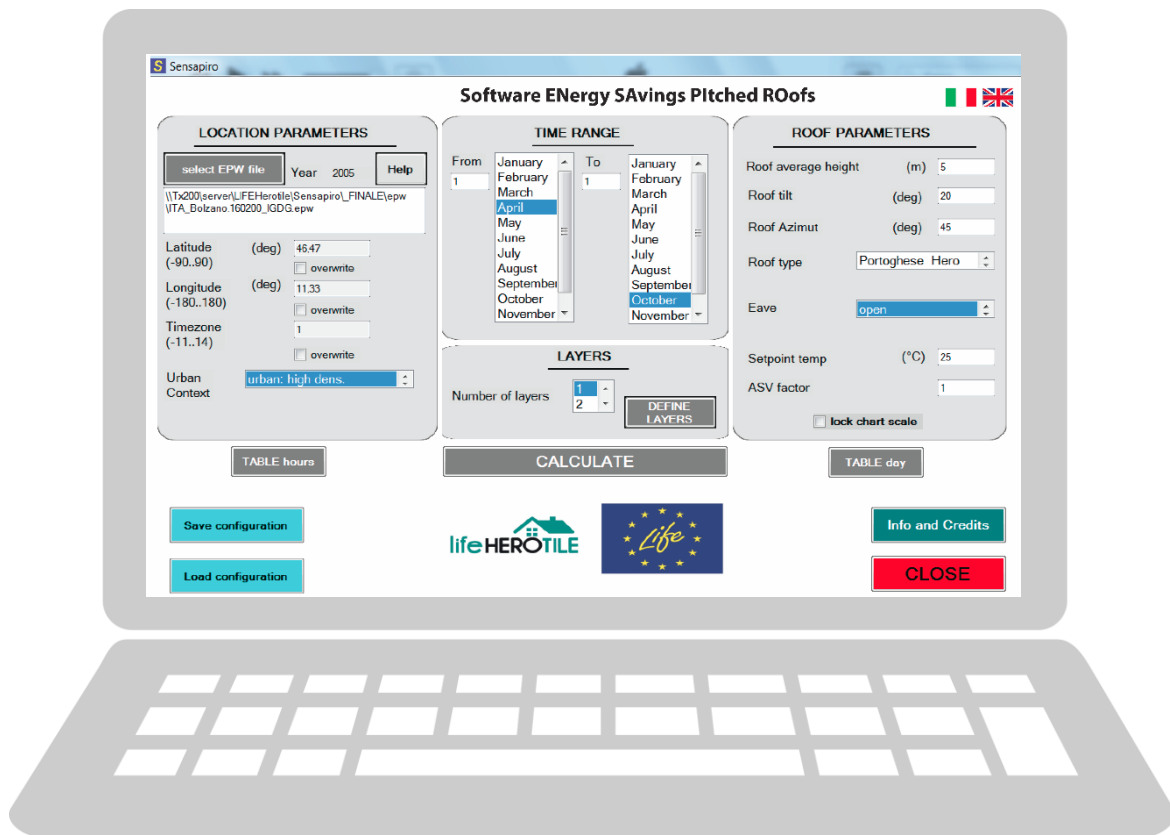 Sensapiro
Software ENergy SAvings PItched ROofs
LOCATION PARAMETERS
select EPW file
Year 2005
Help
\\Tx200\server\LIFEHerotile\Sensapiro\_FINALE\epw
\ITA_Bolzano.160200_IGDG.epw
Latitude (deg) 46,47
(-90..90)
overwrite
Longitude (deg) 11,33
(-180..180)
overwrite
Timezone 1
(-11..14)
overwrite
Urban
Context
urban: high dens.
TIME RANGE
From
1
January
February
March
April
May
June
July
August
September
October
November
To
1
January
February
March
April
May
June
July
August
September
October
November
LAYERS
Number of layers
1
2
DEFINE
LAYERS
ROOF PARAMETERS
Roof average height (m) 5
Roof tilt (deg) 20
Roof Azimut (deg) 45
Roof type Portoghese Hero
Eave open
Setpoint temp (°C) 25
ASV factor 1
lock chart scale
TABLE hours
CALCULATE
TABLE day
Save configuration
Load configuration
life HEROTILE
Life
Info and Credits
CLOSE